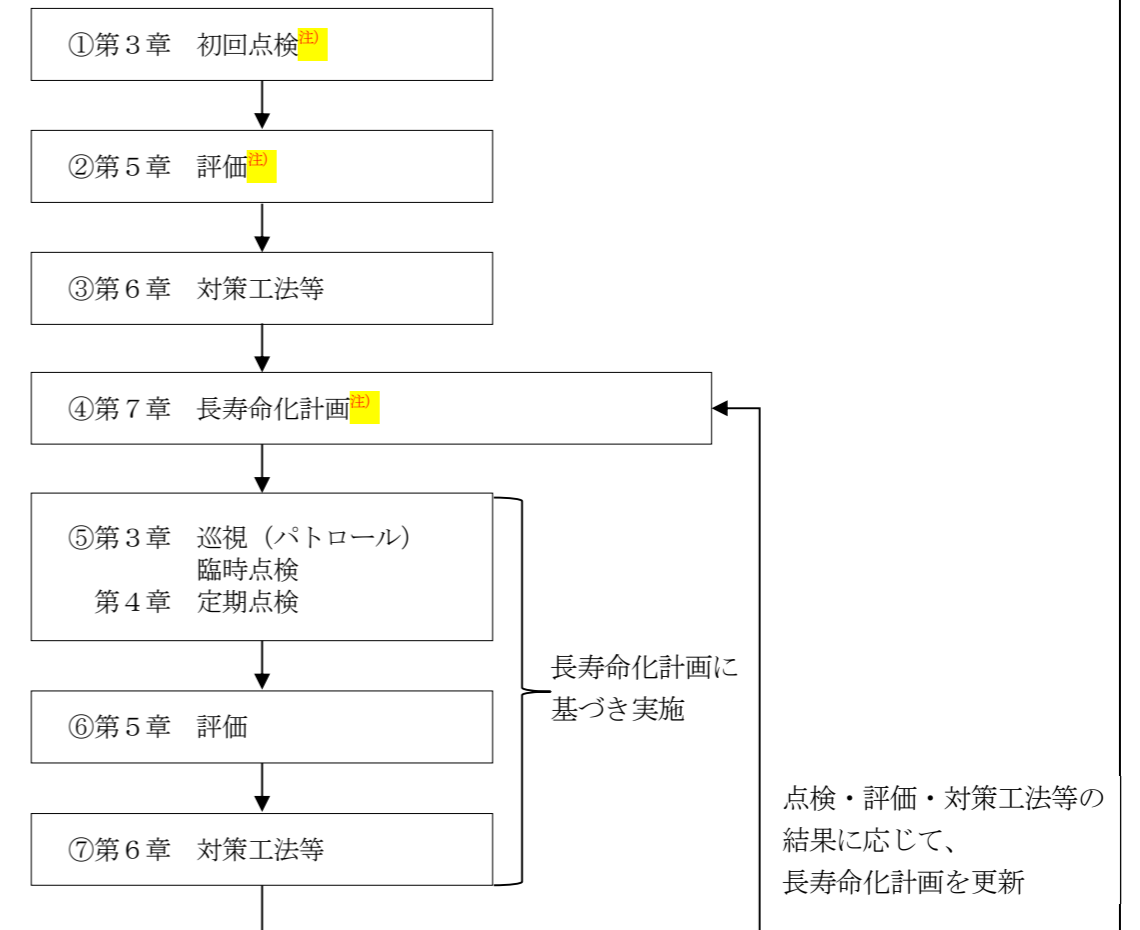 ①第３章　初回点検注）
②第５章　評価注）
③第６章　対策工法等
④第７章　長寿命化計画注）
⑤第３章　巡視（パトロール）
臨時点検
第４章　定期点検
長寿命化計画に
基づき実施
⑥第５章　評価
⑦第６章　対策工法等
点検・評価・対策工法等の
結果に応じて、
長寿命化計画を更新